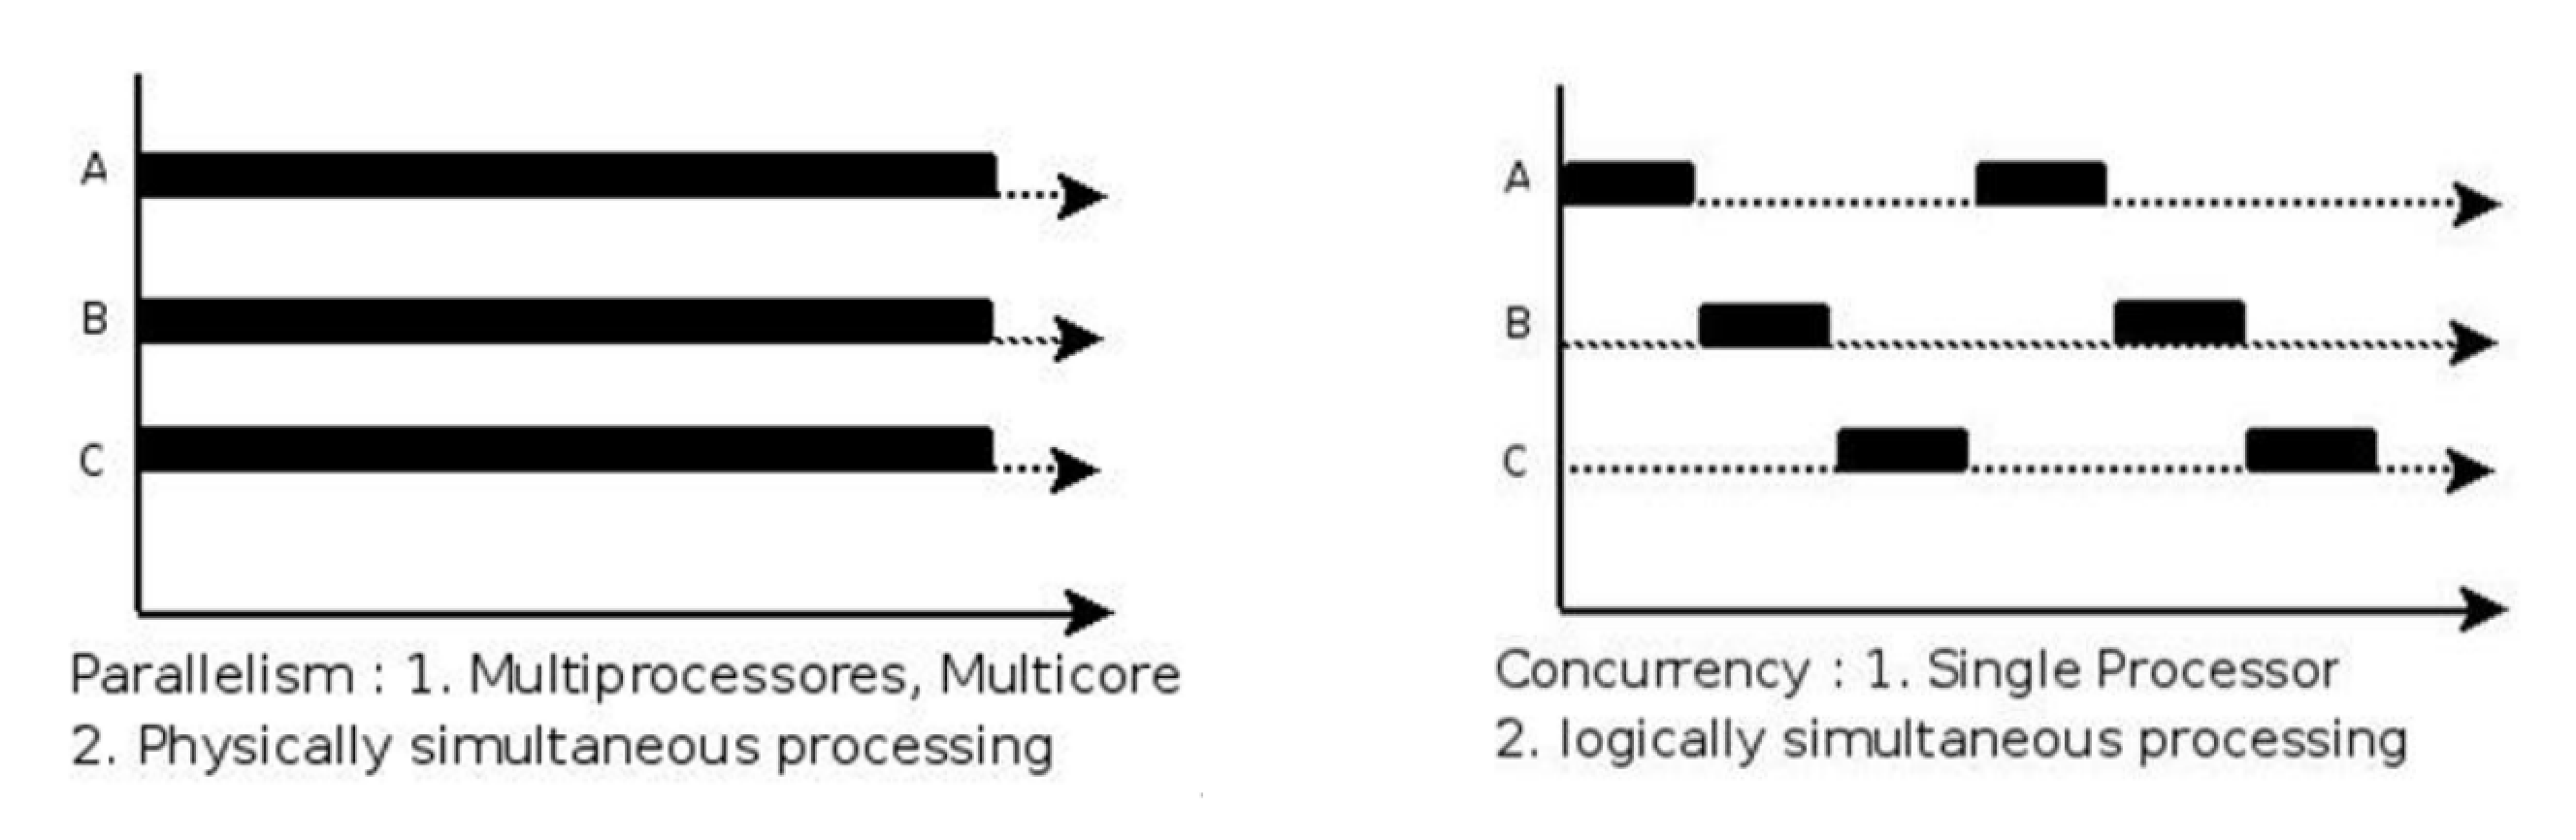 A
B
C
Parallelism : 1. Multiprocessores, Multicore
2. Physically simultaneous processing
A
B
C
Concurrency : 1. Single Processor
2. logically simultaneous processing